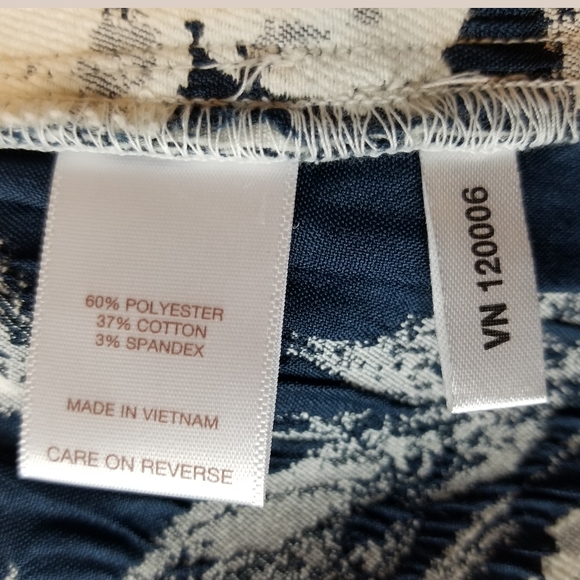 60% POLYESTER
37% COTTON
3% SPANDEX
MADE IN VIETNAM
CARE ON REVERSE
VN 120006